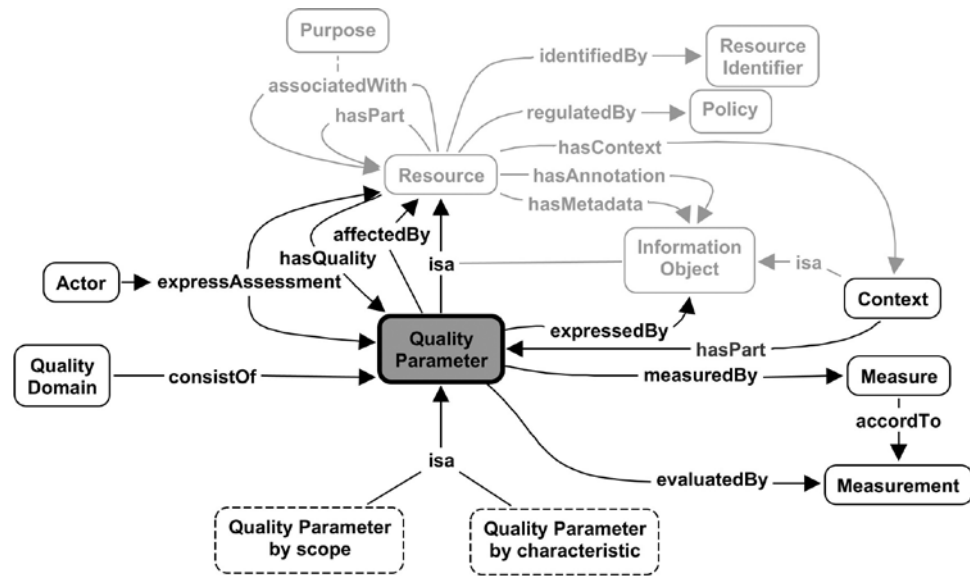 Purpose
identifiedBy
Resource
Identifier
associatedWith
hasPart
regulatedBy
Policy
hasContext
Resource
hasAnnotation
hasMetadata
affectedBy
hasQuality
isa
Information
Object
isa
Actor
expressAssessment
Context
Quality
Parameter
expressedBy
hasPart
Quality
Domain
consistOf
measuredBy
Measure
accordTo
isa
evaluatedBy
Measurement
Quality Parameter
by scope
Quality Parameter
by characteristic